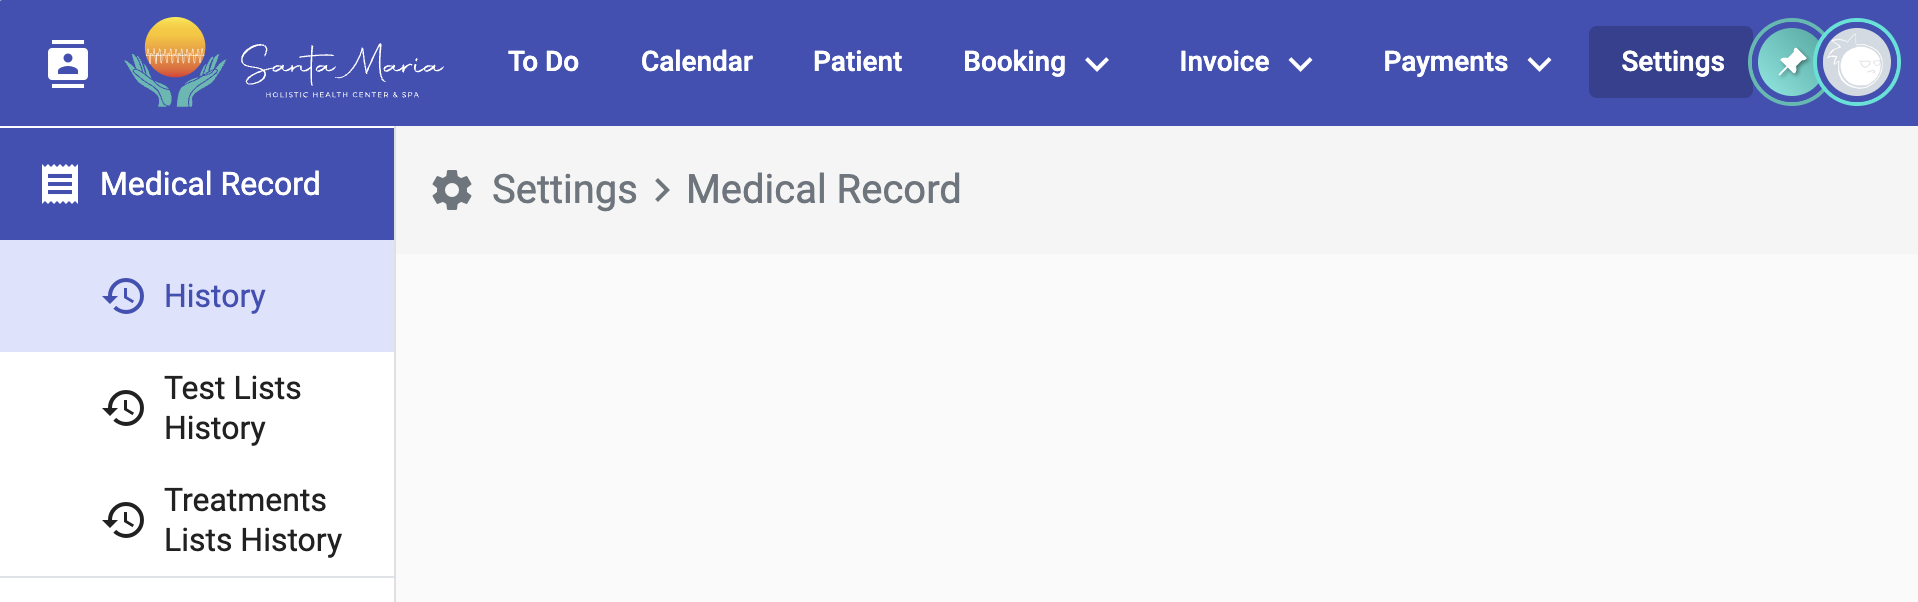 Santa Maria
HOLISTIC HEALTH CENTER & SPA
To Do
Calendar
Patient
Booking
Invoice
Payments
Settings
Medical Record
History
Test Lists
History
Treatments
Lists History
Settings > Medical Record